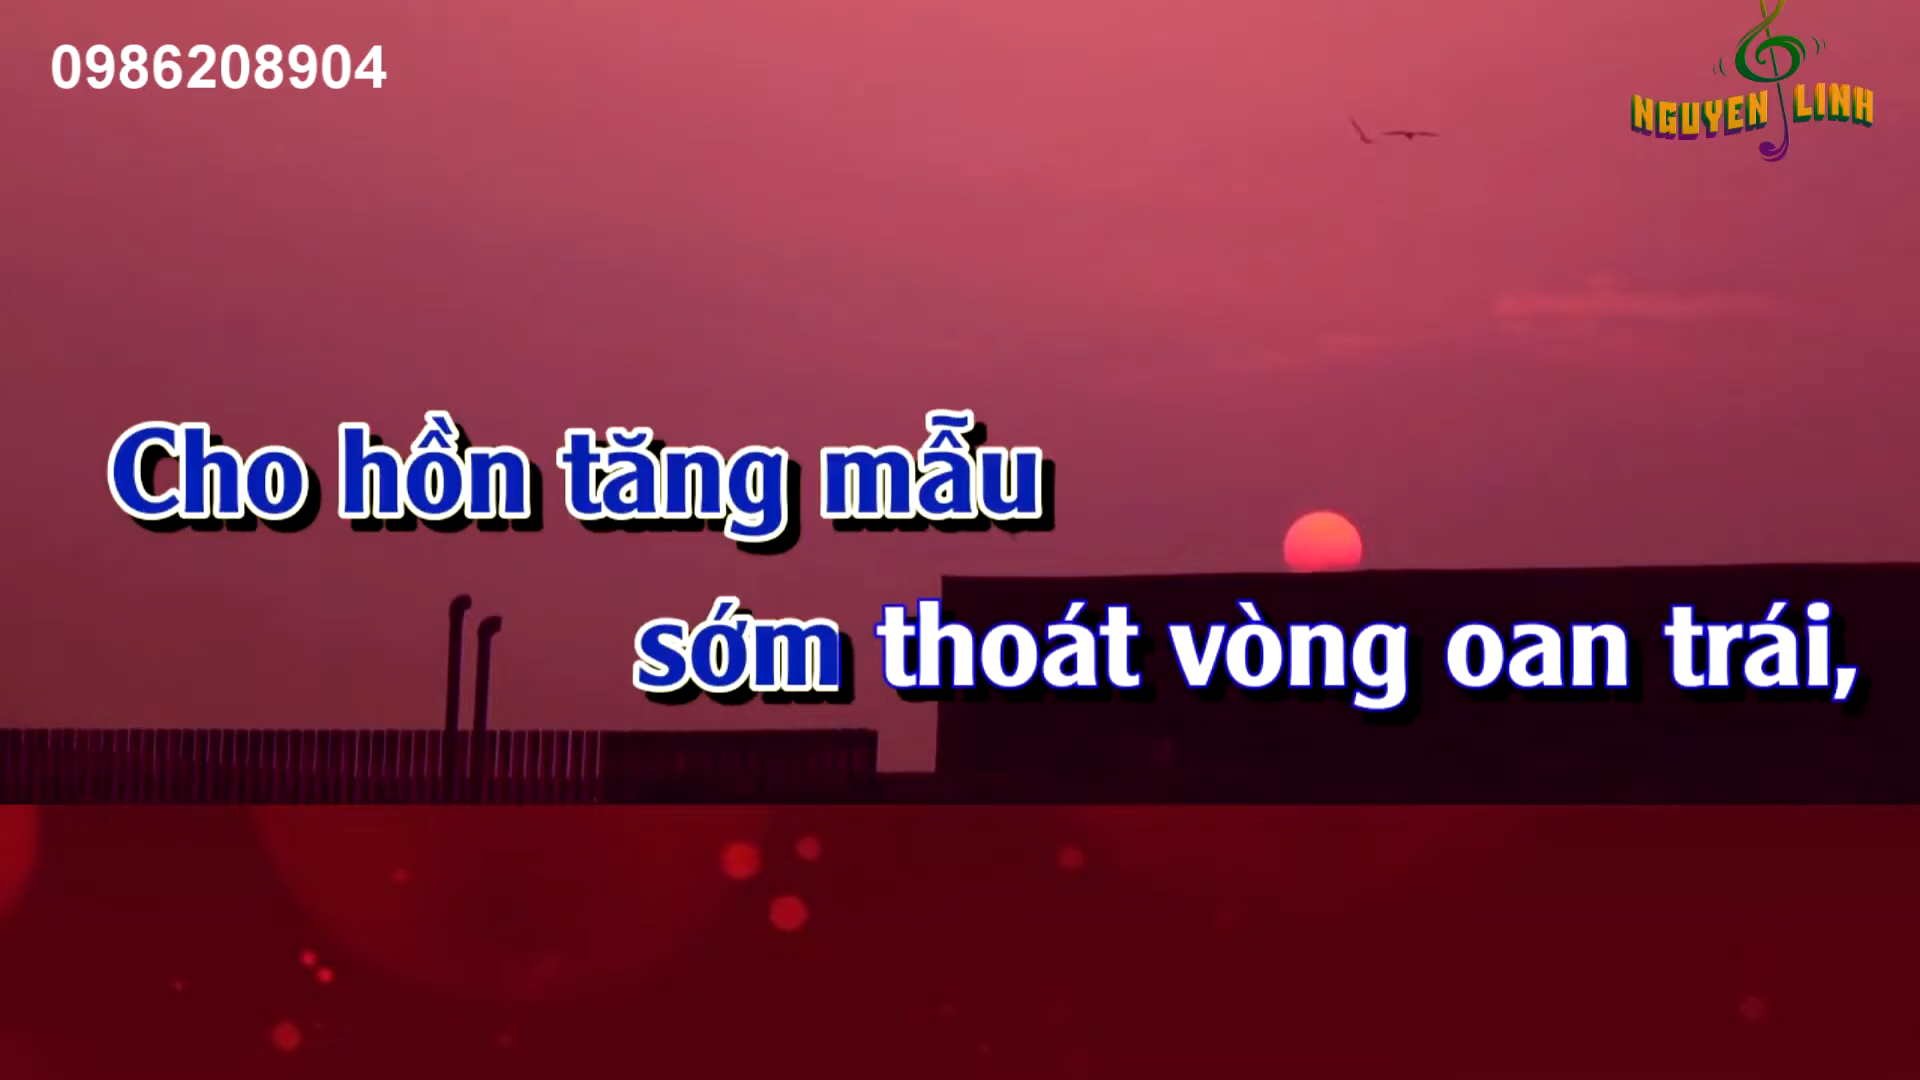 0986208904
NGUYEN LINH
Cho hồn tăng mẫu
sớm thoát vòng oan trái,